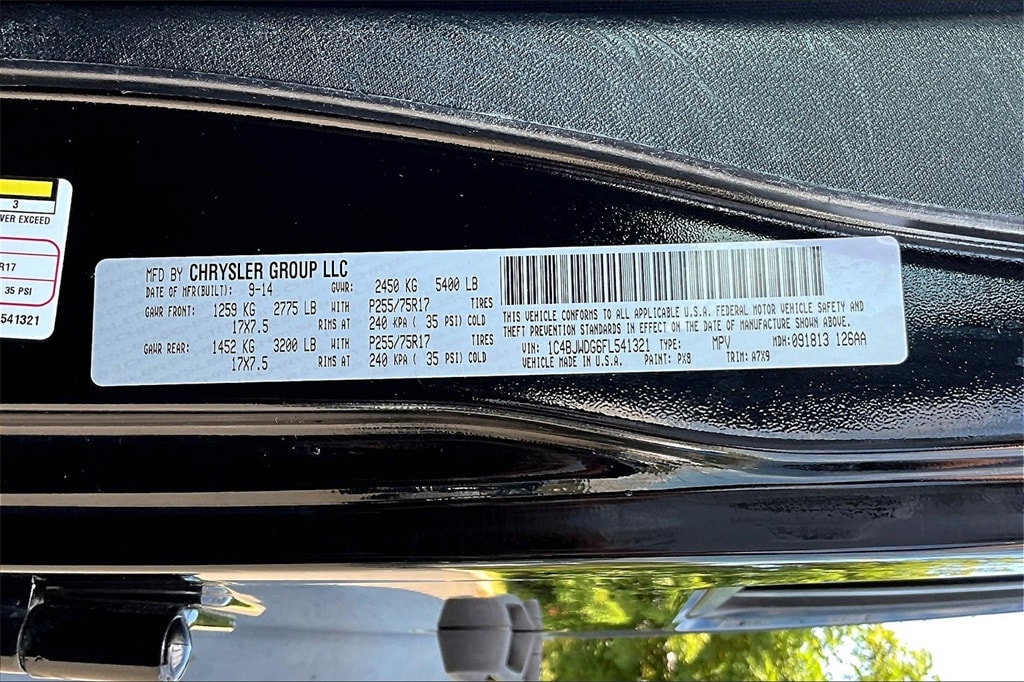 3
VER EXCEED
R17
35 PSI
541321
MFD BY CHRYSLER GROUP LLC
DATE OF MFR(BUILT): 9-14 GVWR: 2450 KG 5400 LB
GAWR FRONT: 1259 KG 2775 LB WITH P255/75R17 TIRES
17X7.5 RIMS AT 240 KPA ( 35 PSI) COLD
GAWR REAR: 1452 KG 3200 LB WITH P255/75R17 TIRES
17X7.5 RIMS AT 240 KPA ( 35 PSI) COLD
THIS VEHICLE CONFORMS TO ALL APPLICABLE U.S.A. FEDERAL MOTOR VEHICLE SAFETY AND
THEFT PREVENTION STANDARDS IN EFFECT ON THE DATE OF MANUFACTURE SHOWN ABOVE.
VIN: 1C4BJWDG6FL541321 TYPE: MPV MDH:091813 126AA
VEHICLE MADE IN U.S.A. PAINT: PX8 TRIM: A7X9